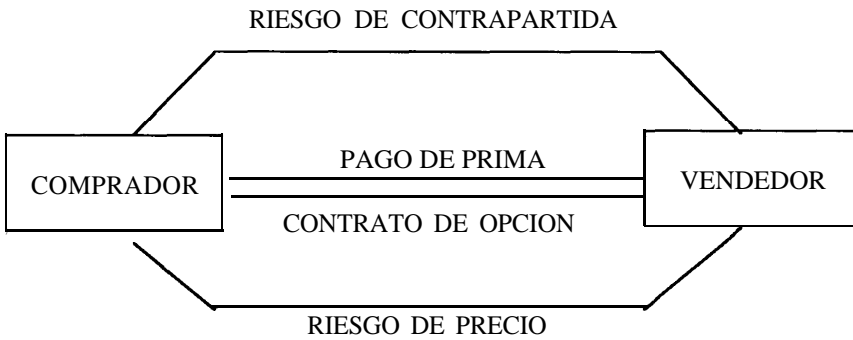 RIESGO DE CONTRAPARTIDA
PAGO DE PRIMA
COMPRADOR
VENDEDOR
CONTRATO DE OPCION
RIESGO DE PRECIO